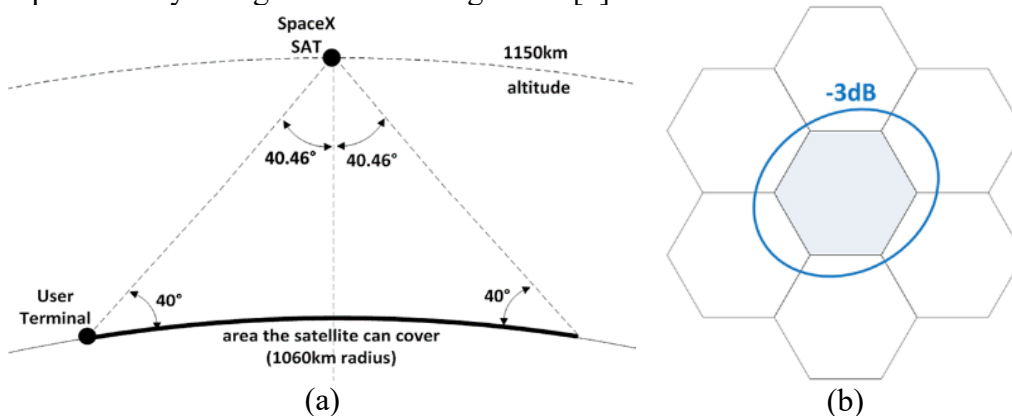 SpaceX
SAT
1150km
altitude
40.46° 40.46°
User
Terminal
40°
40°
area the satellite can cover
(1060km radius)
(a)
-3dB
(b)